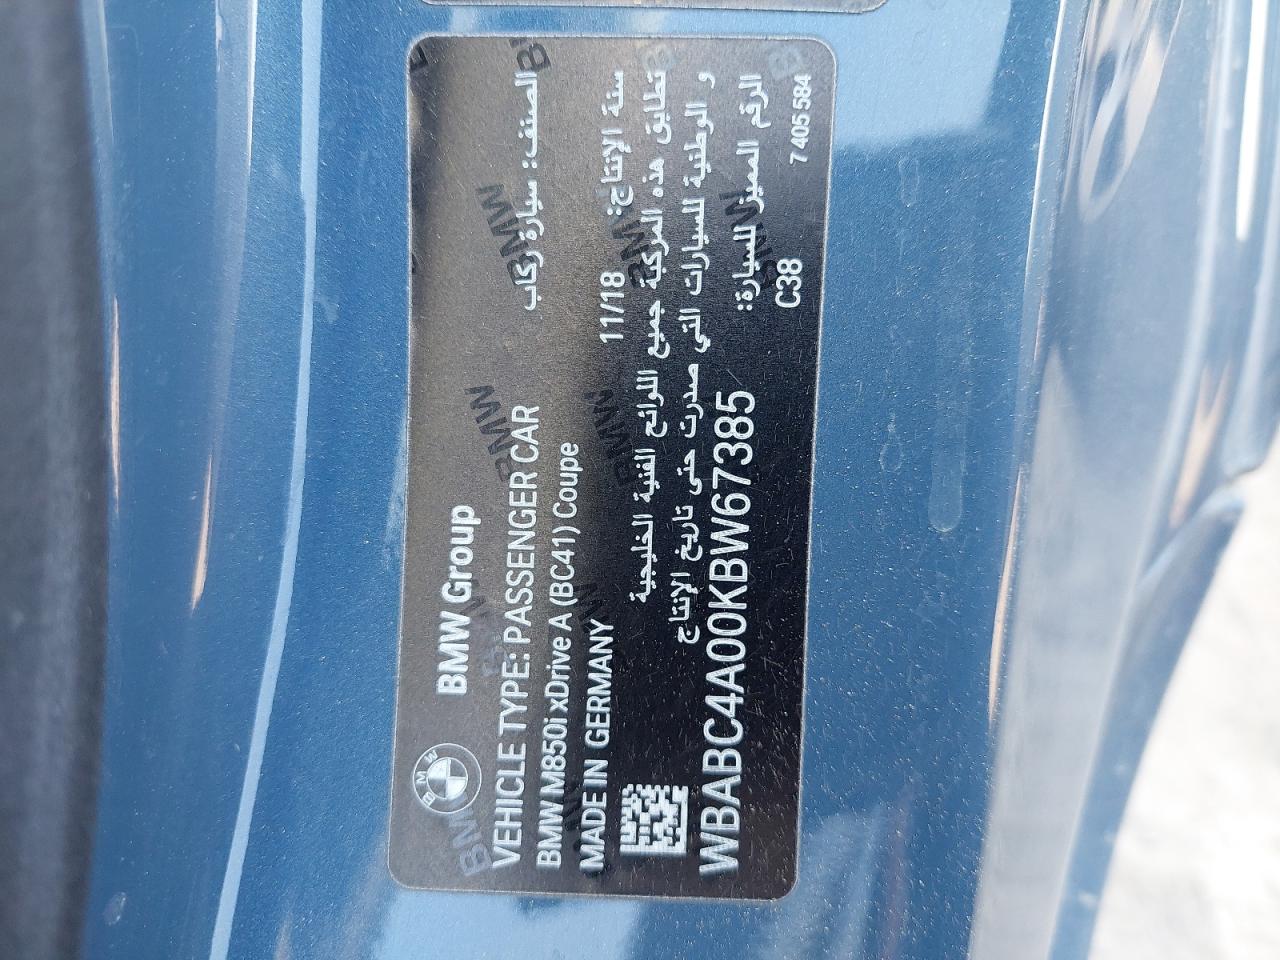 BMW
BMW Group
VEHICLE TYPE: PASSENGER CAR
الصنف: سيارة ركاب
BMW M850i xDrive A (BC41) Coupe
MADE IN GERMANY
سنة الإنتاج: 11/18
تطابق هذه المركبة جميع اللوائح الفنية الخليجية
و الوطنية للسيارات التي صدرت حتى تاريخ الإنتاج
الرقم المميز للسيارة:
WBABC4A00KBW67385
C38
7 405 584